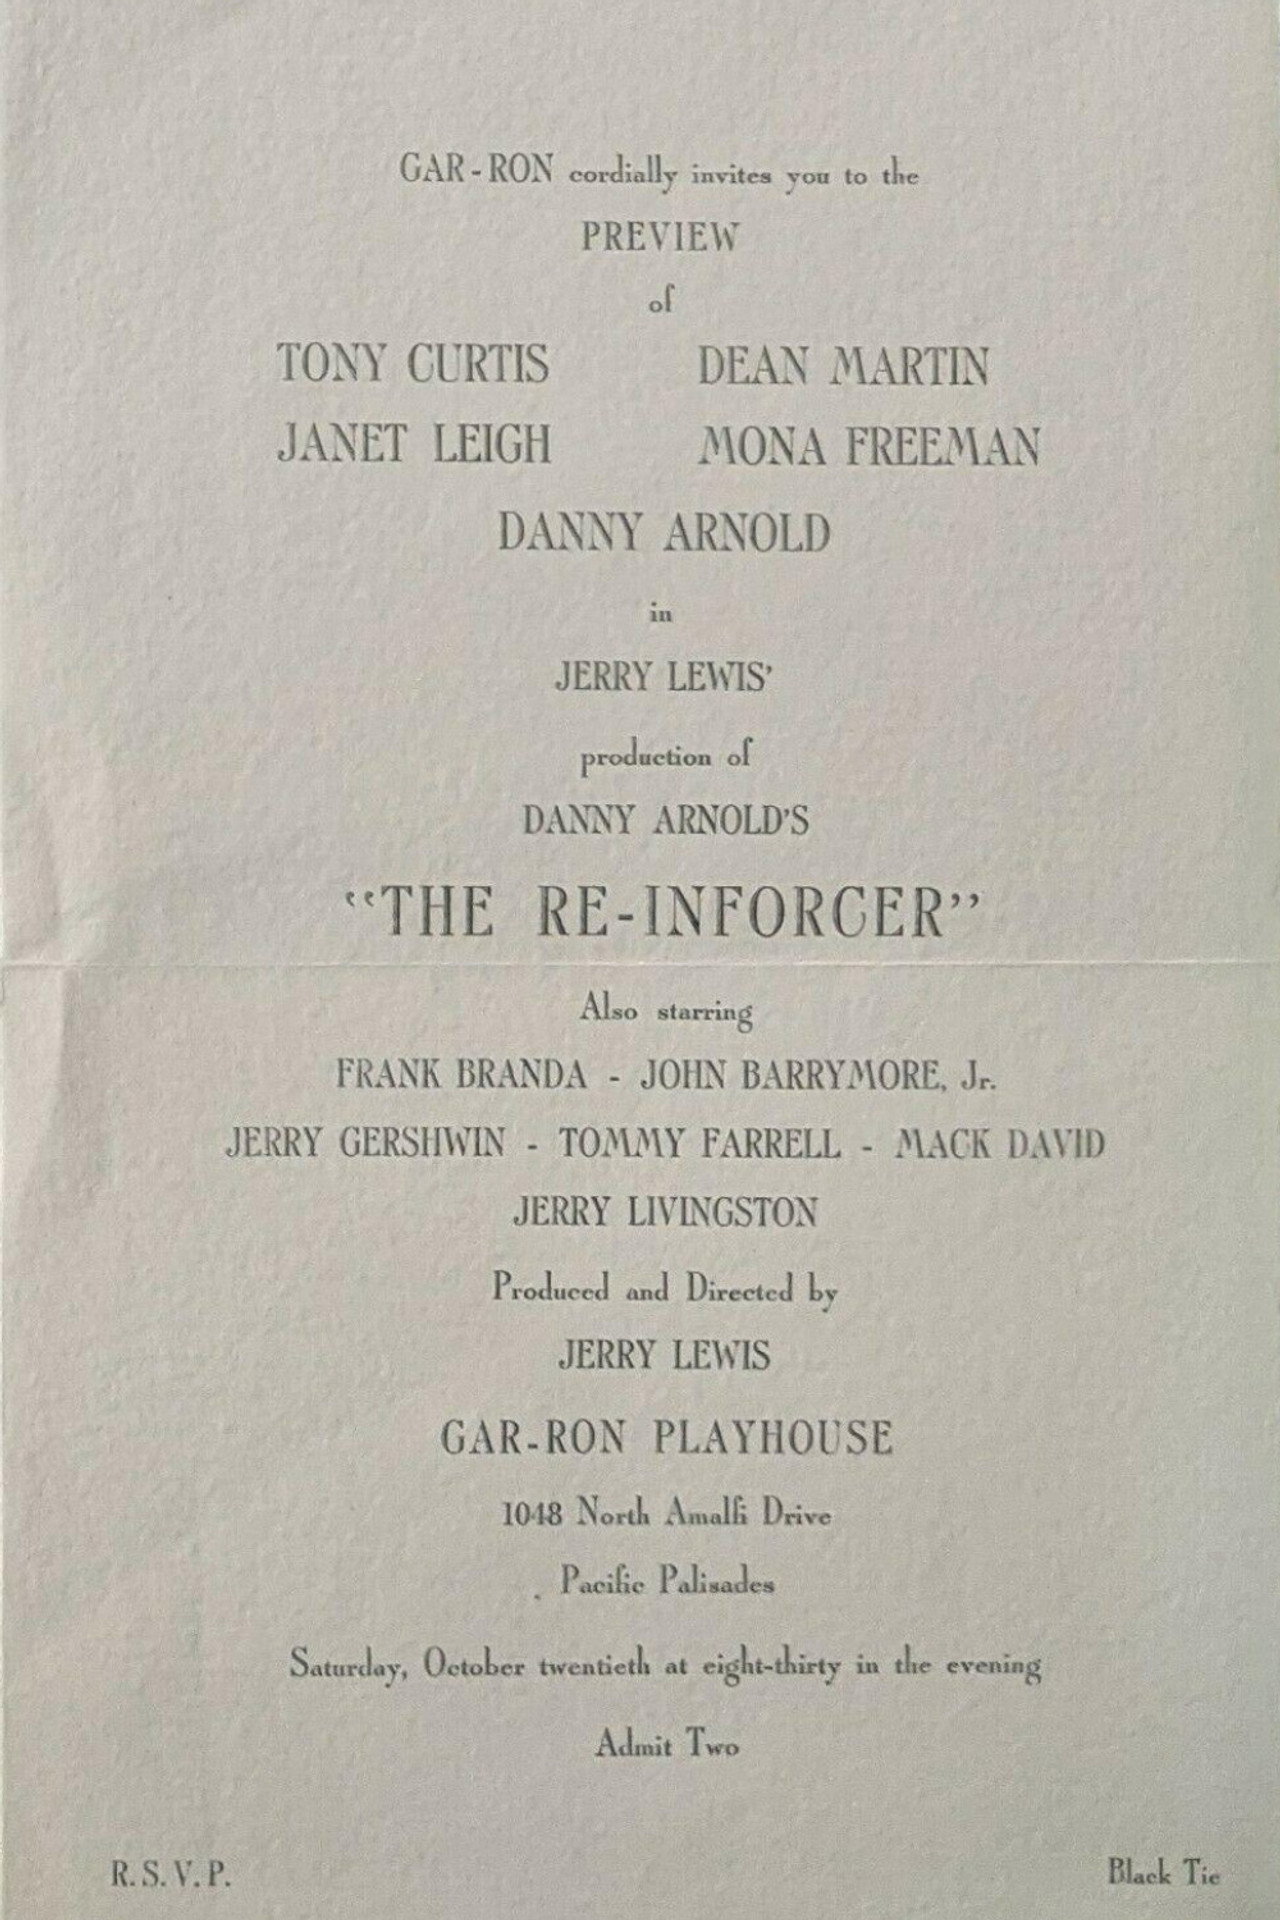 GAR-RON cordially invites you to the
PREVIEW
of
TONY CURTIS DEAN MARTIN
JANET LEIGH MONA FREEMAN
DANNY ARNOLD
in
JERRY LEWIS'
production of
DANNY ARNOLD'S
“THE RE-INFORCER”
Also starring
FRANK BRANDA - JOHN BARRYMORE, Jr.
JERRY GERSHWIN - TOMMY FARRELL - MACK DAVID
JERRY LIVINGSTON
Produced and Directed by
JERRY LEWIS
GAR-RON PLAYHOUSE
1048 North Amalfi Drive
Pacific Palisades
Saturday, October twentieth at eight-thirty in the evening
Admit Two
R.S.V.P. Black Tie